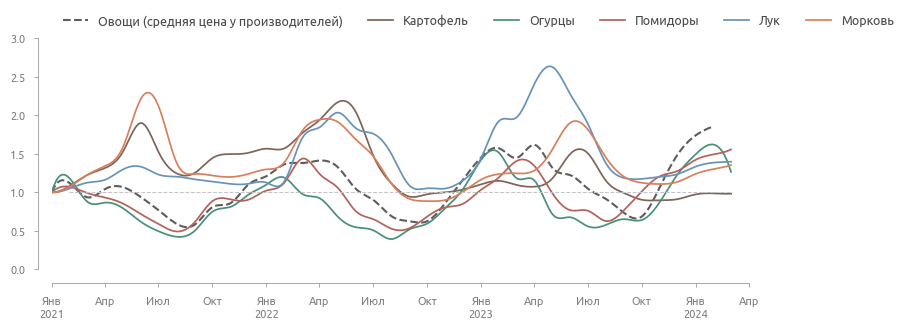 Овощи (средняя цена у производителей) Картофель Огурцы Помидоры Лук Морковь
3.0
2.5
2.0
1.5
1.0
0.5
0.0
Янв Апр Июл Окт Янв Апр Июл Окт Янв Апр Июл Окт Янв Апр
2021 2022 2023 2024